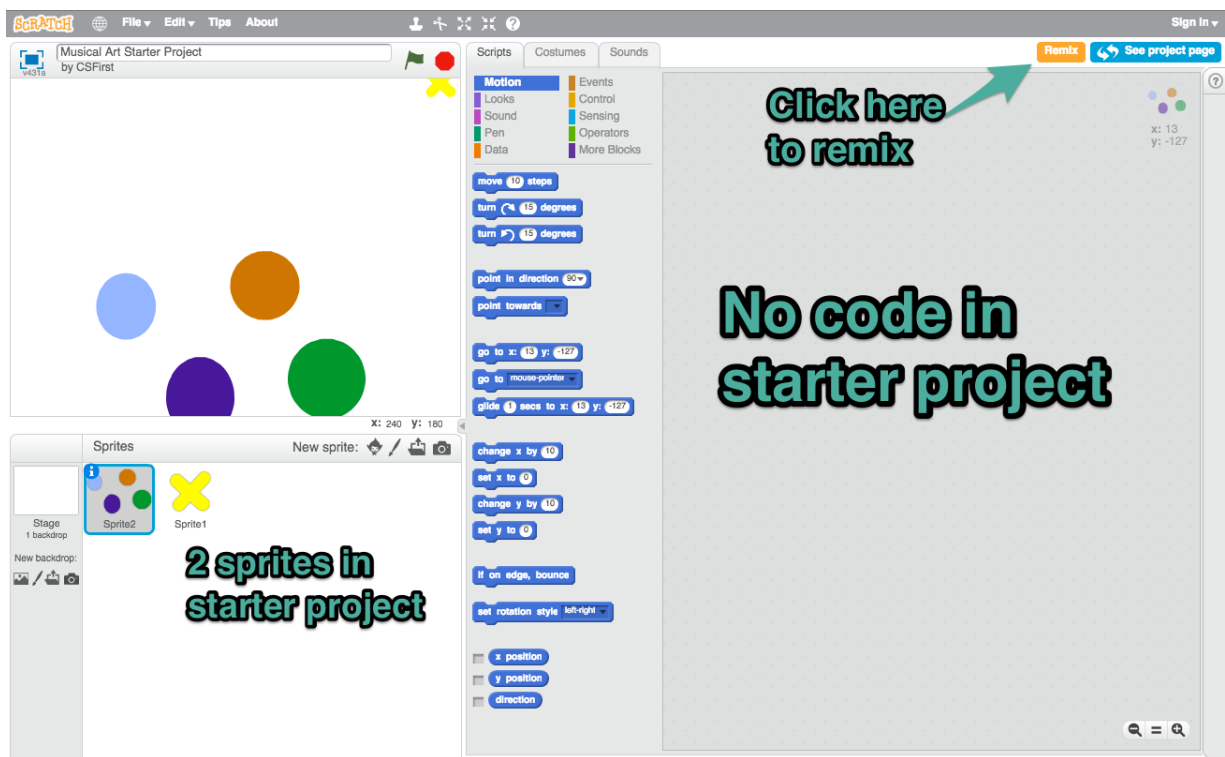 SCRATCH File Edit Tips About Sign in
v431a
Musical Art Starter Project
by CSFirst
Scripts Costumes Sounds
Remix See project page
Motion Events
Looks Control
Sound Sensing
Pen Operators
Data More Blocks
move 10 steps
turn 15 degrees
turn 15 degrees
point in direction 90
point towards
go to x: 13 y: -127
go to mouse-pointer
glide 1 secs to x: 13 y: -127
change x by 10
set x to 0
change y by 10
set y to 0
if on edge, bounce
set rotation style left-right
x position
y position
direction
Click here
to remix
x: 13
y: -127
No code in
starter project
X: 240 Y: 180
Sprites New sprite:
Stage
1 backdrop
New backdrop:
Sprite2 Sprite1
2 sprites in
starter project